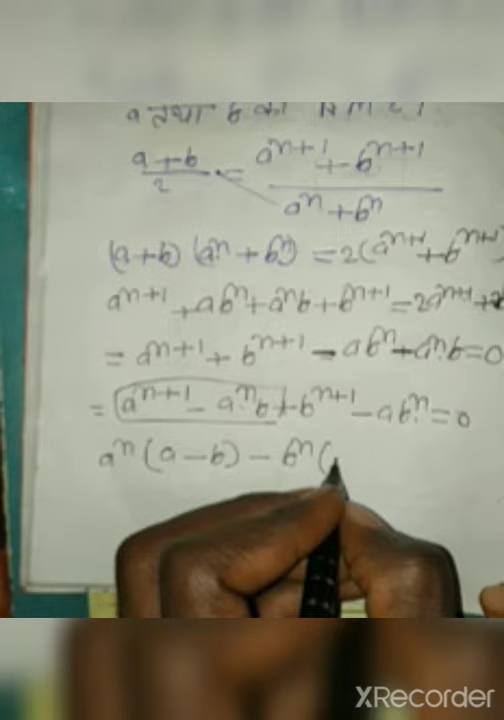 a तथा b का
a+b/2 = a^{n+1} + b^{n+1} / a^n + b^n
(a+b) (a^n + b^n) = 2(a^{n+1} + b^{n+1}
a^{n+1} + ab^n + a^n b + b^{n+1} = 2a^{n+1} + 2
= a^{n+1} + b^{n+1} - ab^n - a^n.b = 0
= a^{n+1} - a^n.b + b^{n+1} - ab^n = 0
a^n (a - b) - b^n (
XRecorder